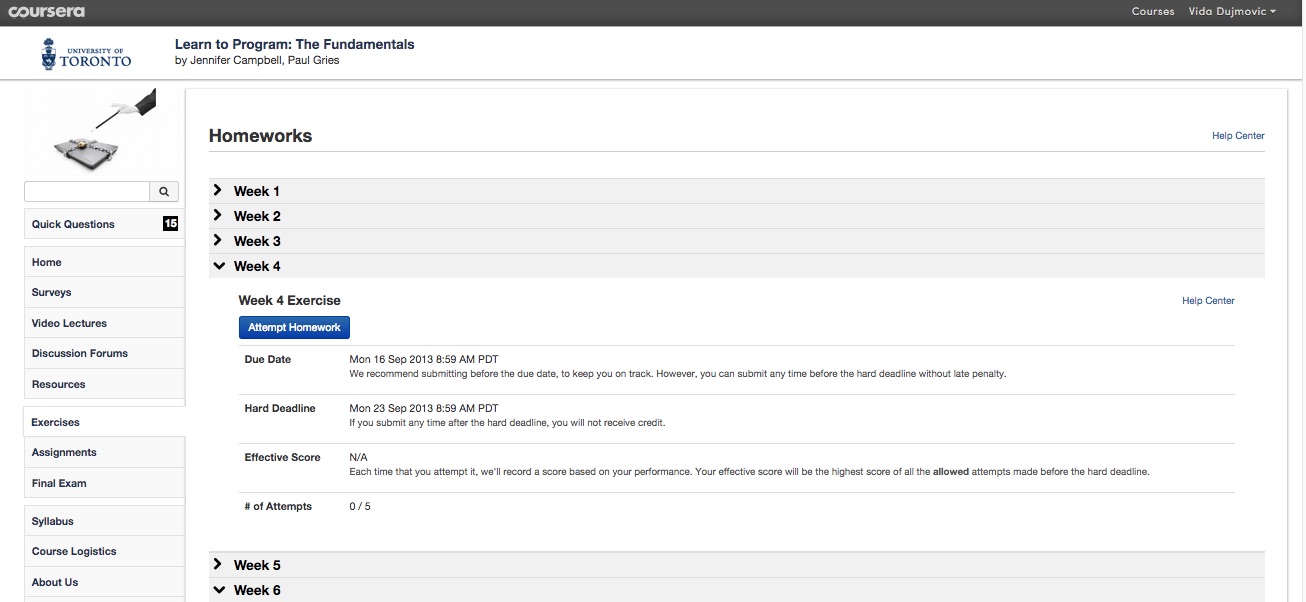 coursera
Courses Vida Dujmovic
UNIVERSITY OF
TORONTO
Learn to Program: The Fundamentals
by Jennifer Campbell, Paul Gries
Quick Questions 15
Home
Surveys
Video Lectures
Discussion Forums
Resources
Exercises
Assignments
Final Exam
Syllabus
Course Logistics
About Us
Homeworks
Help Center
Week 1
Week 2
Week 3
Week 4
Week 4 Exercise
Help Center
Attempt Homework
Due Date Mon 16 Sep 2013 8:59 AM PDT
We recommend submitting before the due date, to keep you on track. However, you can submit any time before the hard deadline without late penalty.
Hard Deadline Mon 23 Sep 2013 8:59 AM PDT
If you submit any time after the hard deadline, you will not receive credit.
Effective Score N/A
Each time that you attempt it, we'll record a score based on your performance. Your effective score will be the highest score of all the allowed attempts made before the hard deadline.
# of Attempts 0 / 5
Week 5
Week 6